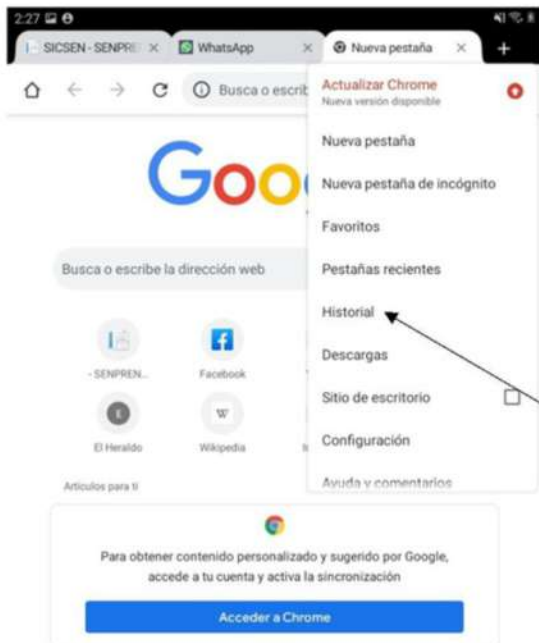 2:27
SICSEN - SENPRE
WhatsApp
Nueva pestaña
Busca o escrib
Actualizar Chrome
Nueva versión disponible
Nueva pestaña
Nueva pestaña de incógnito
Favoritos
Pestañas recientes
Historial
Descargas
Sitio de escritorio
Configuración
Ayuda y comentarios
Goo
Busca o escribe la dirección web
- SENPREN...
Facebook
E
W
El Heraldo
Wikipedia
Artículos para ti
Para obtener contenido personalizado y sugerido por Google,
accede a tu cuenta y activa la sincronización
Acceder a Chrome